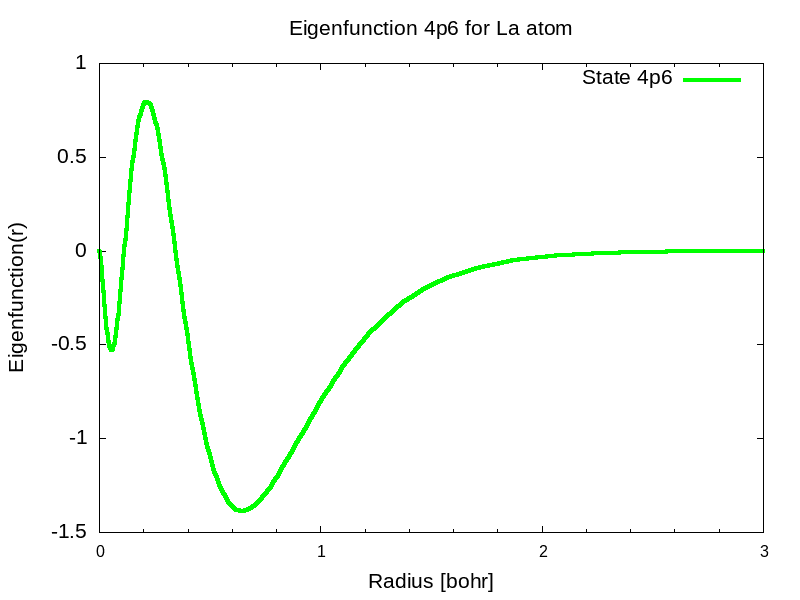 Eigenfunction 4p6 for La atom
State 4p6
1
0.5
0
-0.5
-1
-1.5
Eigenfunction(r)
0 1 2 3
Radius [bohr]